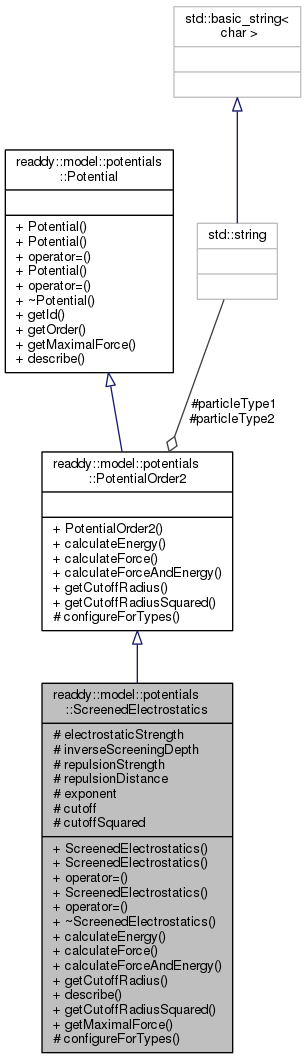 std::basic_string<
char >
readdy::model::potentials
::Potential
+ Potential()
+ Potential()
+ operator=()
+ Potential()
+ operator=()
+ ~Potential()
+ getId()
+ getOrder()
+ getMaximalForce()
+ describe()
std::string
#particleType1
#particleType2
readdy::model::potentials
::PotentialOrder2
+ PotentialOrder2()
+ calculateEnergy()
+ calculateForce()
+ calculateForceAndEnergy()
+ getCutoffRadius()
+ getCutoffRadiusSquared()
# configureForTypes()
readdy::model::potentials
::ScreenedElectrostatics
# electrostaticStrength
# inverseScreeningDepth
# repulsionStrength
# repulsionDistance
# exponent
# cutoff
# cutoffSquared
+ ScreenedElectrostatics()
+ ScreenedElectrostatics()
+ operator=()
+ ScreenedElectrostatics()
+ operator=()
+ ~ScreenedElectrostatics()
+ calculateEnergy()
+ calculateForce()
+ calculateForceAndEnergy()
+ getCutoffRadius()
+ describe()
+ getCutoffRadiusSquared()
+ getMaximalForce()
# configureForTypes()